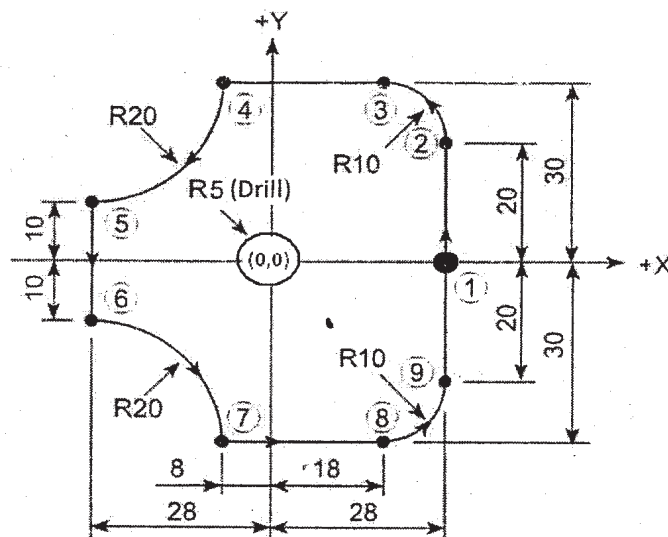 +Y
④ ③
R20
R10 ②
R5 (Drill)
30
20
10
⑤
(0,0)
+X
①
10
⑥
20
30
R10
⑨
R20
⑦ ⑧
8 18
28 28